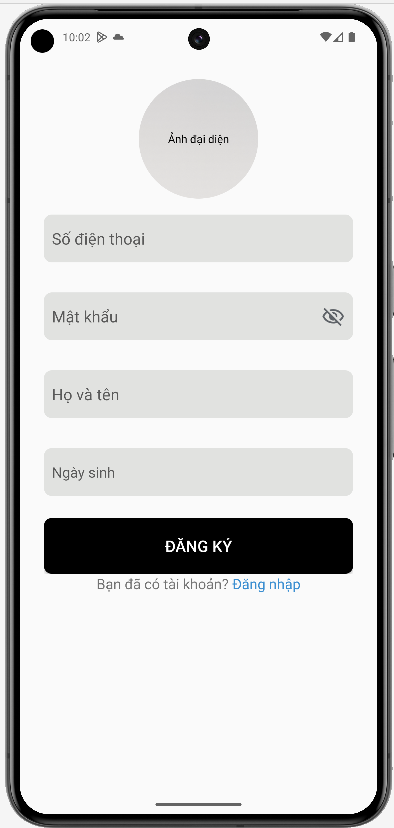 10:02
Ảnh đại diện
Số điện thoại
Mật khẩu
Họ và tên
Ngày sinh
ĐĂNG KÝ
Bạn đã có tài khoản? Đăng nhập